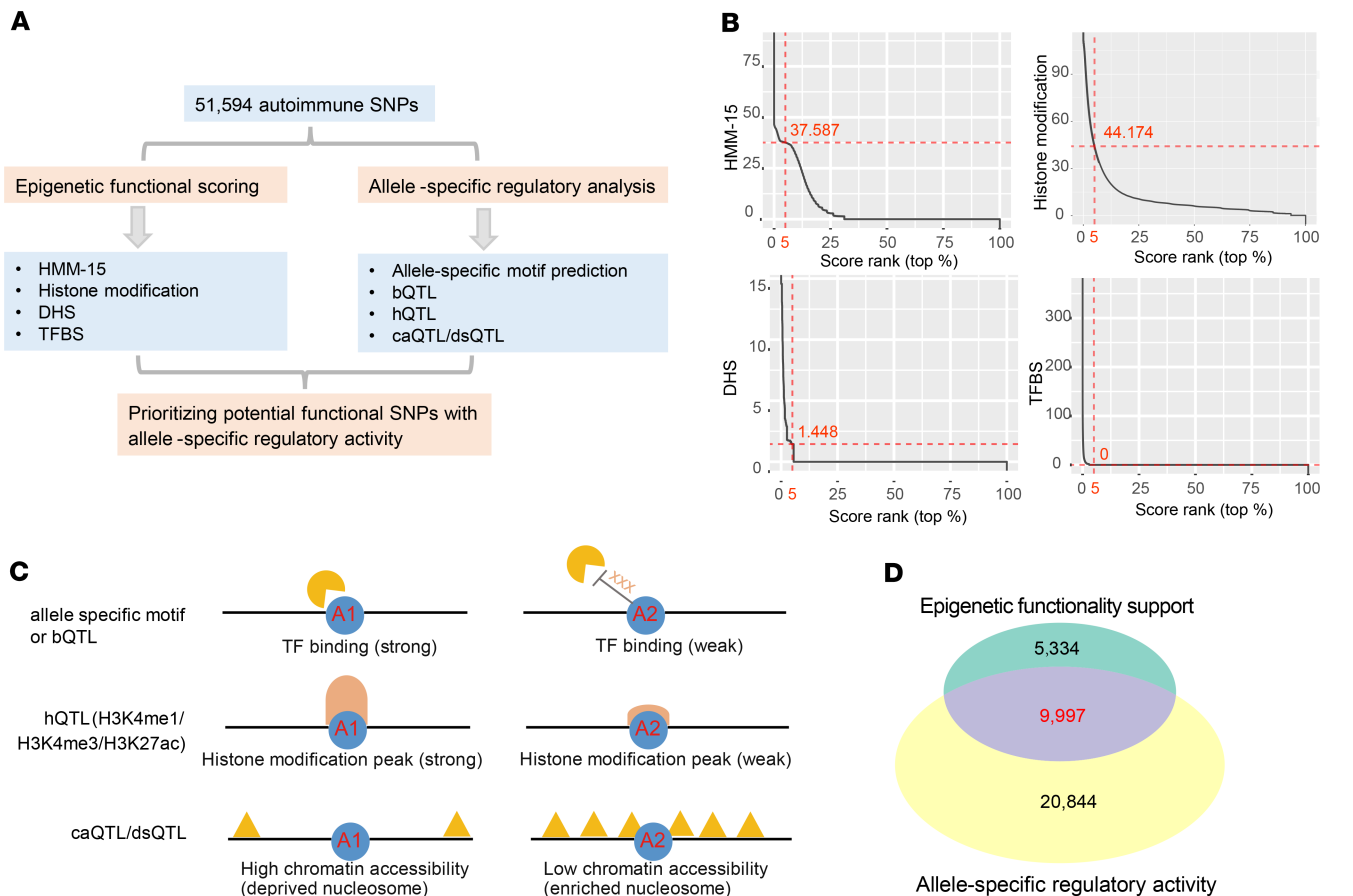 A
51,594 autoimmune SNPs
Epigenetic functional scoring
Allele -specific regulatory analysis
• HMM-15
• Histone modification
• DHS
• TFBS
• Allele-specific motif prediction
• bQTL
• hQTL
• caQTL/dsQTL
Prioritizing potential functional SNPs with
allele -specific regulatory activity
B
HMM-15
75
50
25
0
37.587
0 5 25 50 75 100
Score rank (top %)
Histone modification
90
60
30
0
44.174
0 5 25 50 75 100
Score rank (top %)
DHS
15
10
5
0
1.448
0 5 25 50 75 100
Score rank (top %)
TFBS
300
200
100
0
0
0 5 25 50 75 100
Score rank (top %)
C
allele specific motif
or bQTL
A1
TF binding (strong)
XXX
A2
TF binding (weak)
hQTL (H3K4me1/
H3K4me3/H3K27ac)
A1
Histone modification peak (strong)
A2
Histone modification peak (weak)
caQTL/dsQTL
A1
High chromatin accessibility
(deprived nucleosome)
A2
Low chromatin accessibility
(enriched nucleosome)
D
Epigenetic functionality support
5,334
9,997
20,844
Allele-specific regulatory activity